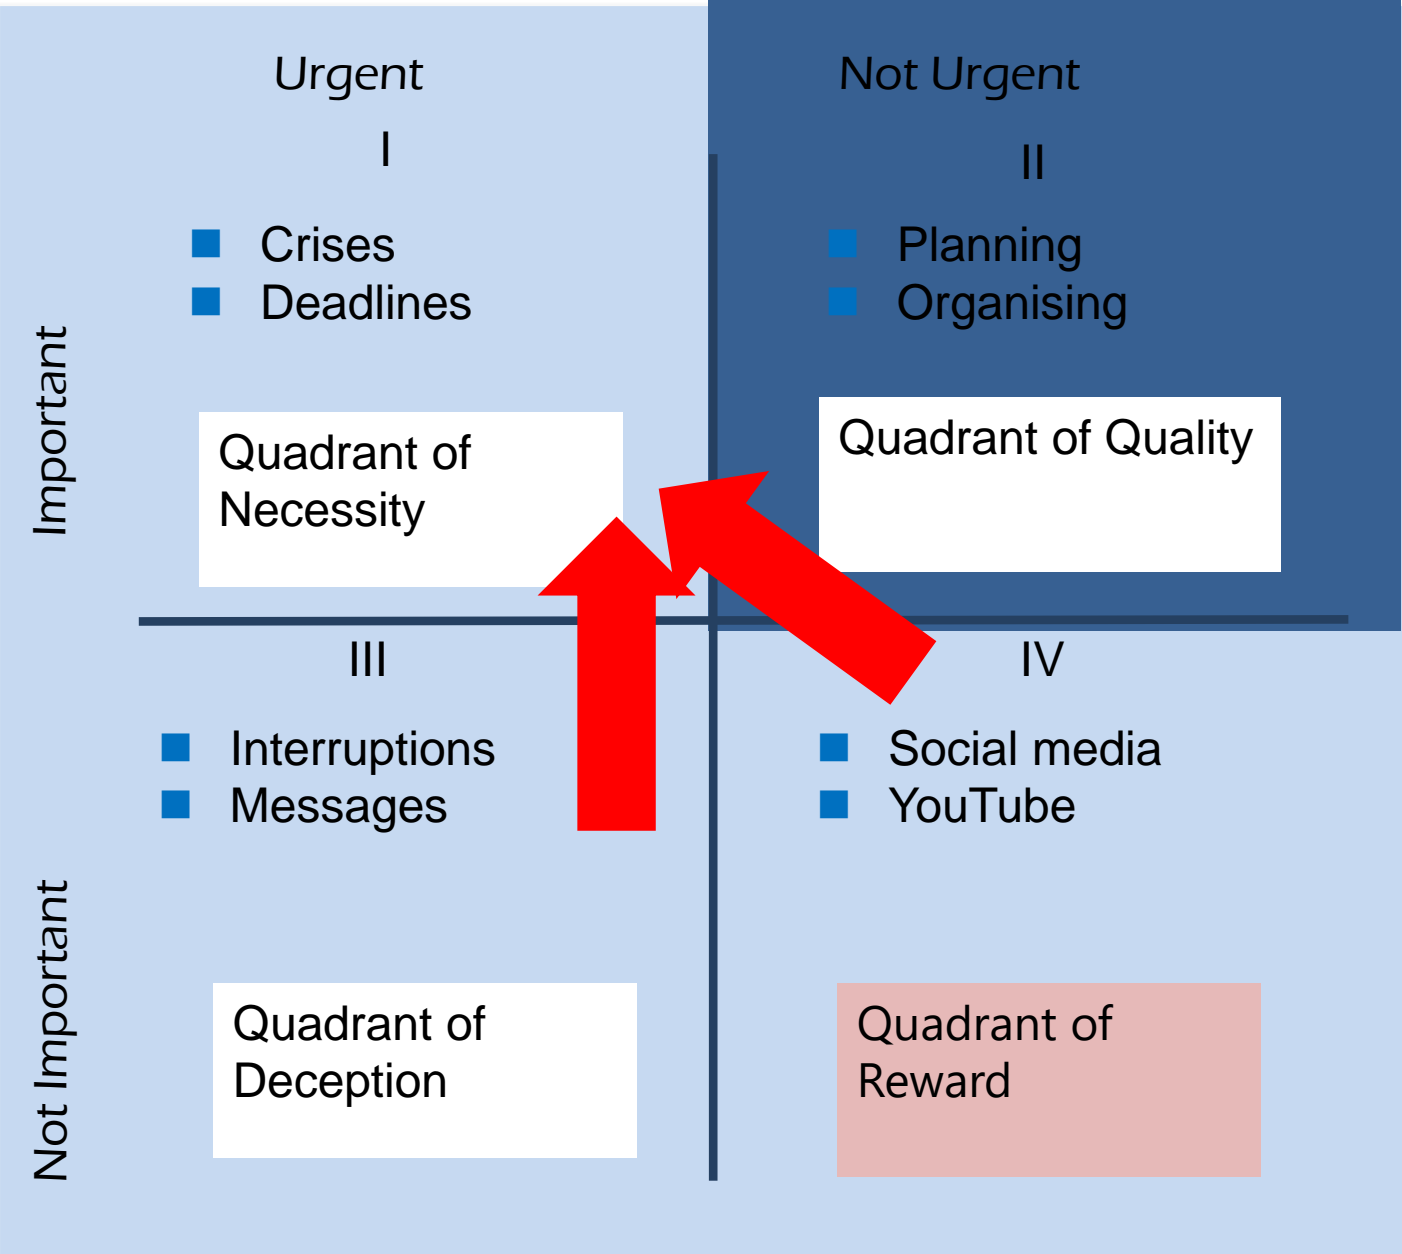 Urgent
Not Urgent
Important
I
Crises
Deadlines
Quadrant of
Necessity
II
Planning
Organising
Quadrant of Quality
Not Important
III
Interruptions
Messages
Quadrant of
Deception
IV
Social media
YouTube
Quadrant of
Reward